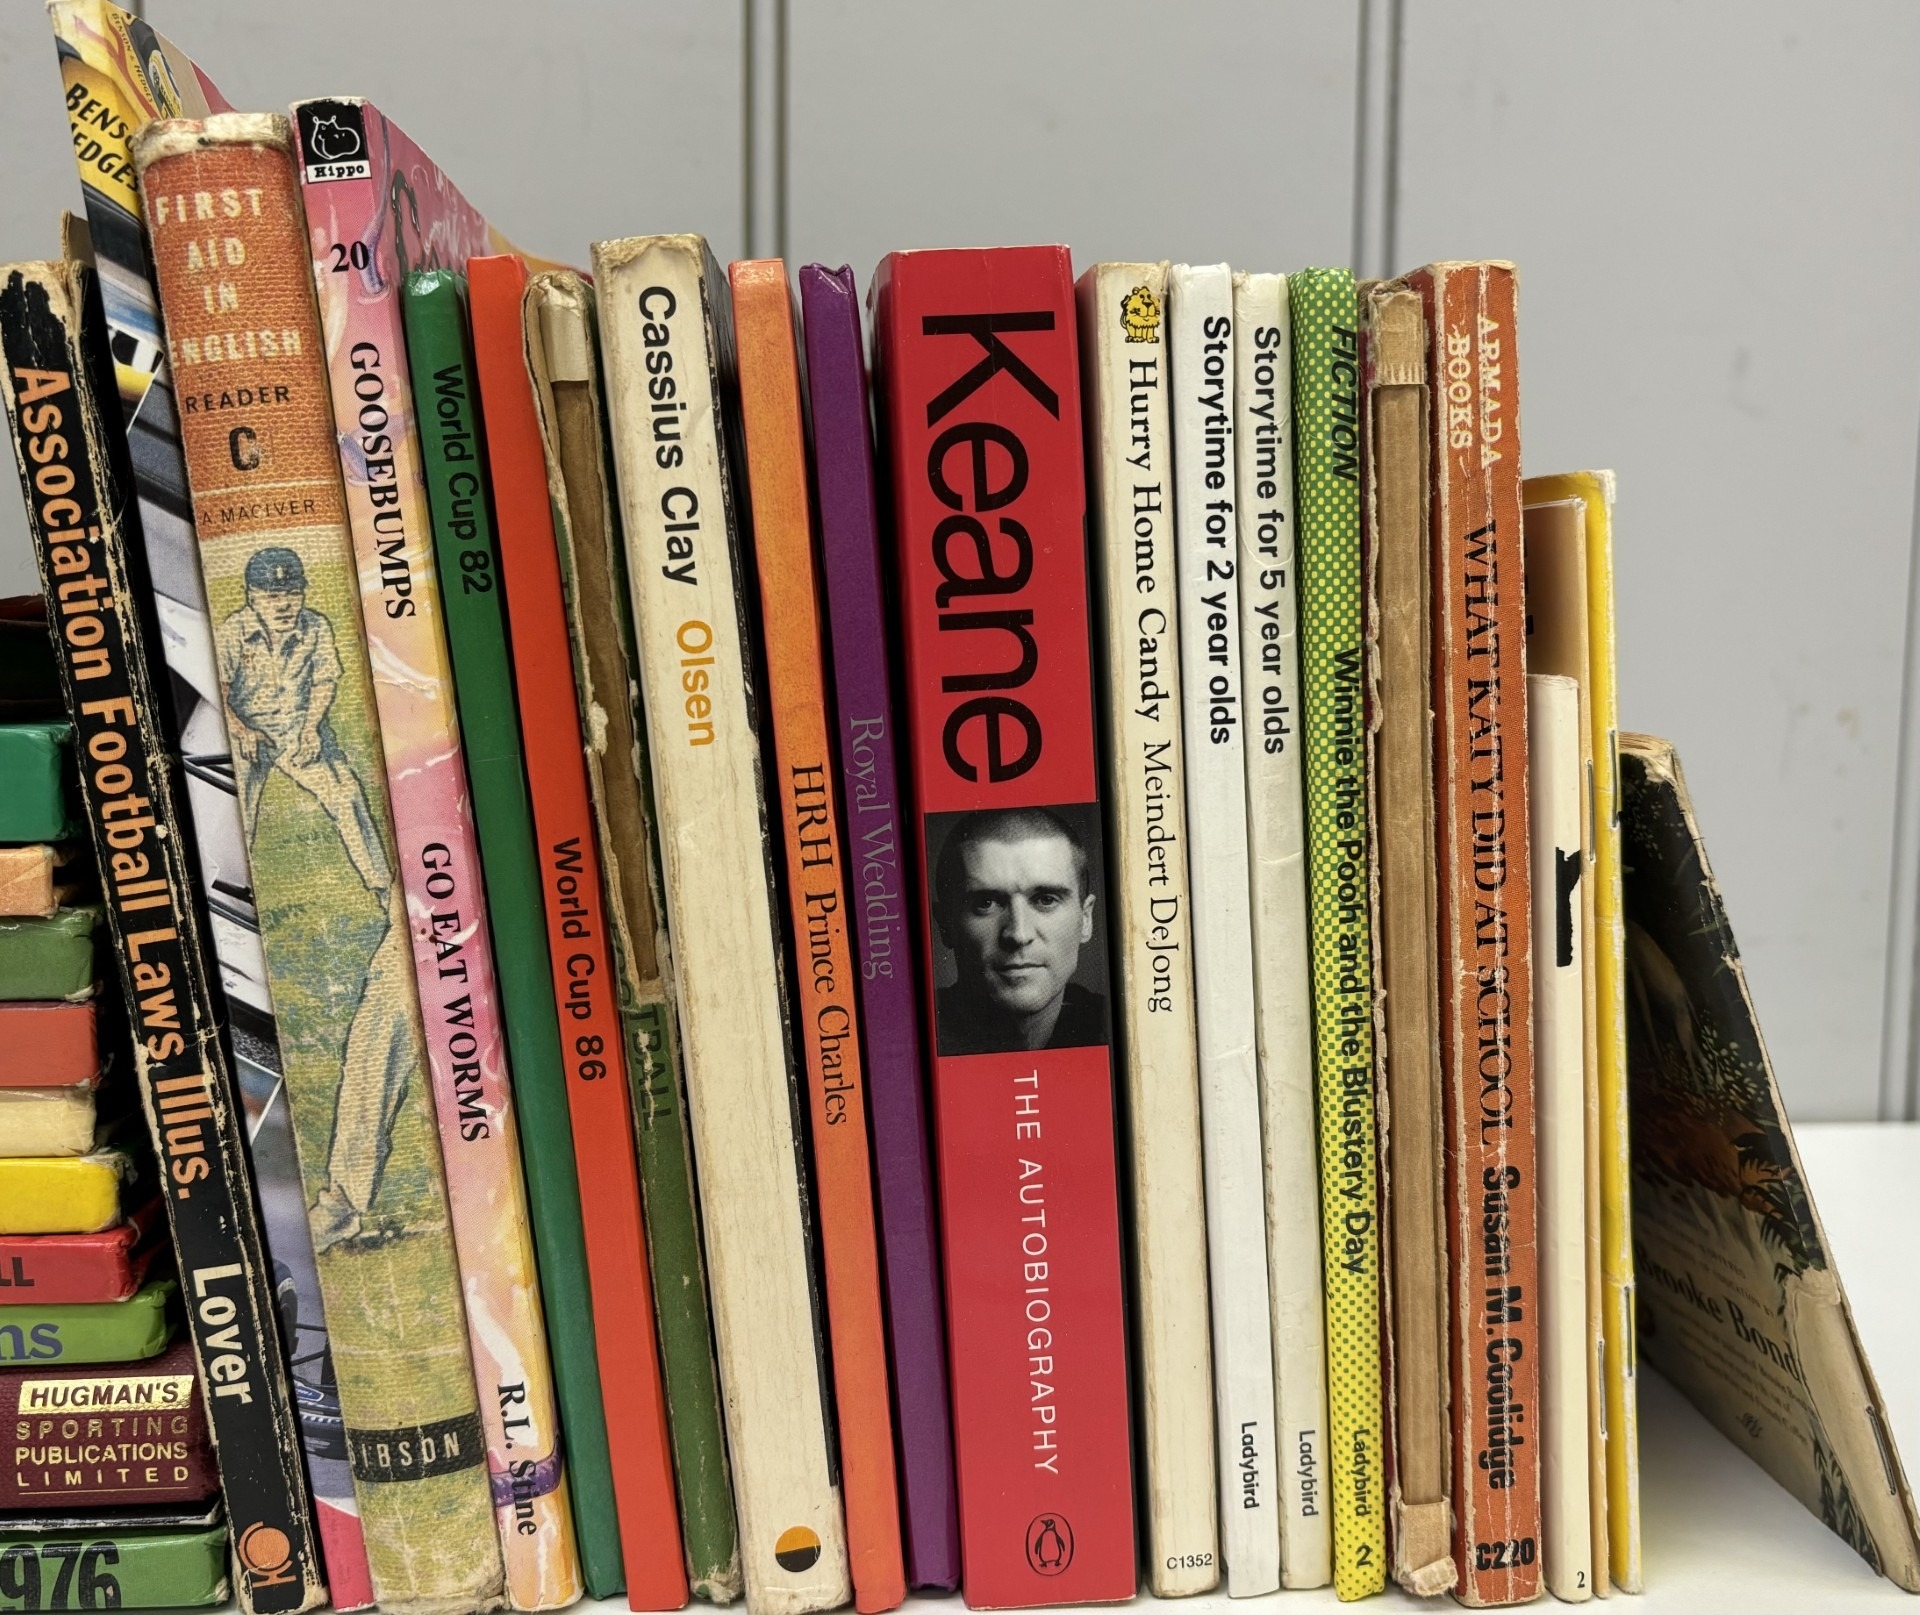 BENSON & HEDGES
FIRST
AID
IN
ENGLISH
READER
C
A MACIVER
GIBSON
Association Football Laws Illus.
Lover
LL
HUGMAN'S
SPORTING
PUBLICATIONS
LIMITED
1976
Hippo
20
GOOSEBUMPS
GO EAT WORMS
R.L. Stine
World Cup 82
World Cup 86
Cassius Clay Olsen
HRH Prince Charles
Royal Wedding
Keane
THE AUTOBIOGRAPHY
Hurry Home Candy Meindert DeJong
C1352
Storytime for 2 year olds
Ladybird
Storytime for 5 year olds
Ladybird
FICTION
Winnie the Pooh and the Blustery Day
Ladybird
2
ARMADA
BOOKS
WHAT KATY DID AT SCHOOL Susan M. Coolidge
C220
2
Brooke Bond